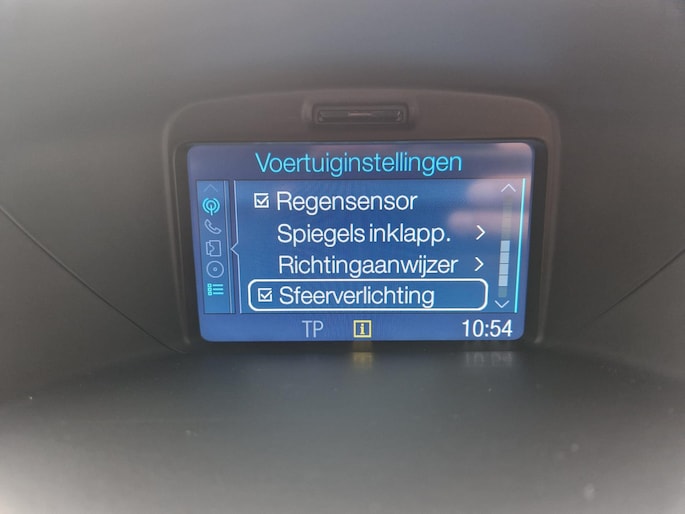 Voertuiginstellingen
Regensensor
Spiegels inklapp.
Richtingaanwijzer
Sfeerverlichting
TP i 10:54